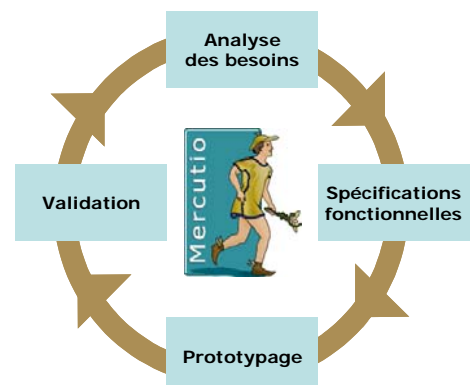 Analyse
des besoins
Spécifications
fonctionnelles
Prototypage
Validation
Mercutio